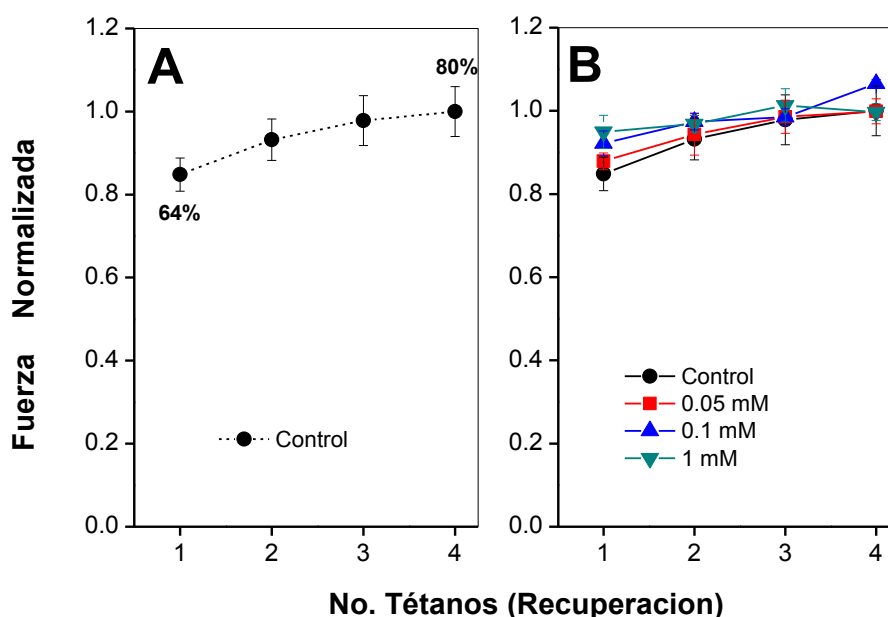 Fuerza Normalizada
A
1.2
1.0
0.8
0.6
0.4
0.2
0.0
64%
80%
Control
1
2
3
4
B
1.2
1.0
0.8
0.6
0.4
0.2
0.0
Control
0.05 mM
0.1 mM
1 mM
1
2
3
4
No. Tétanos (Recuperacion)